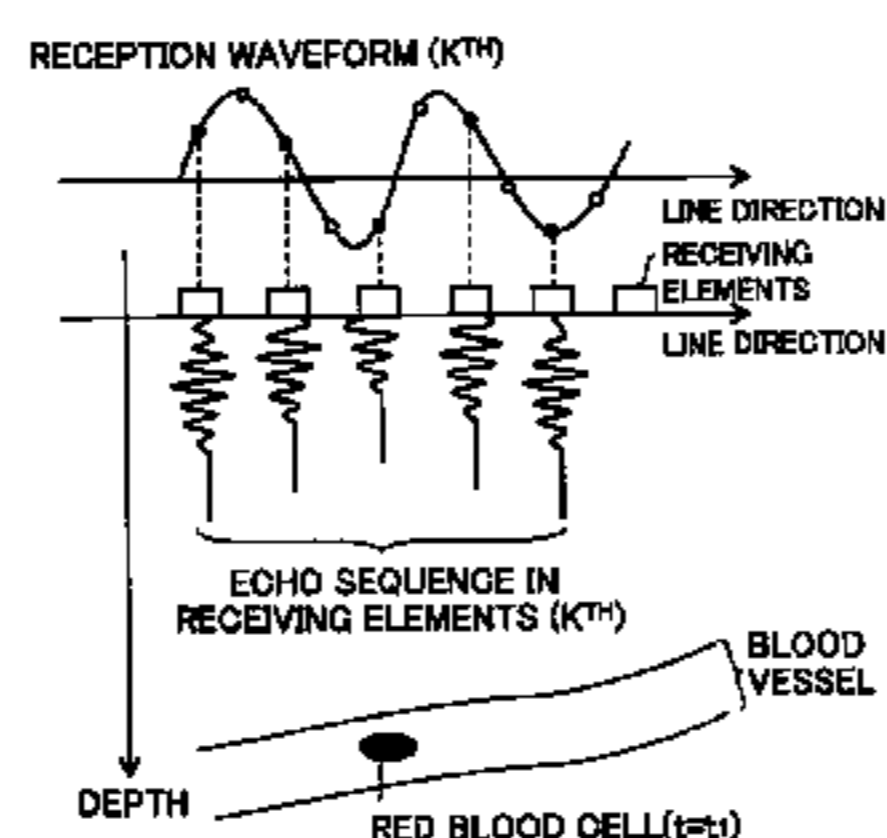 RECEPTION WAVEFORM (KTH)
LINE DIRECTION
RECEIVING
ELEMENTS
LINE DIRECTION
ECHO SEQUENCE IN
RECEIVING ELEMENTS (KTH)
BLOOD
VESSEL
DEPTH
RED BLOOD CELL(t=t1)